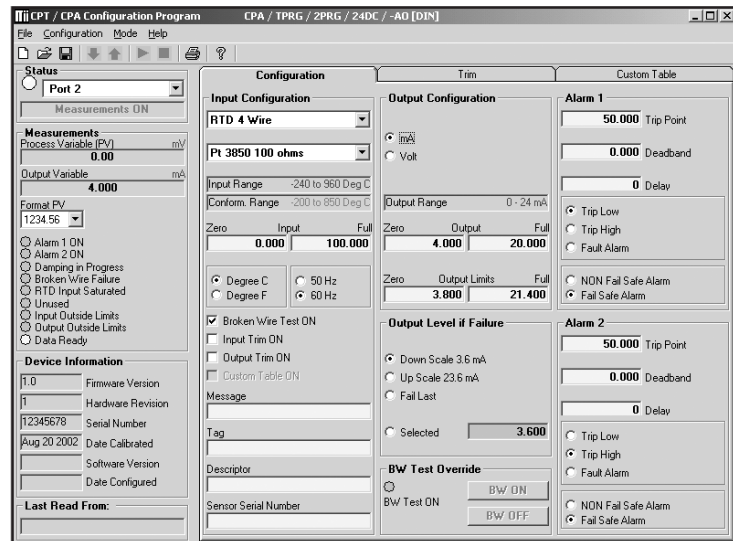 CPT / CPA Configuration Program CPA / TPRG / 2PRG / 24DC / -AO [DIN]
File Configuration Mode Help
Status
Port 2
Measurements ON
Measurements
Process Variable (PV) mV
0.00
Output Variable mA
4.000
Format PV
1234.56
Alarm 1 ON
Alarm 2 ON
Damping in Progress
Broken Wire Failure
RTD Input Saturated
Unused
Input Outside Limits
Output Outside Limits
Data Ready
Device Information
1.0 Firmware Version
1 Hardware Revision
12345678 Serial Number
Aug 20 2002 Date Calibrated
Software Version
Date Configured
Last Read From:
Configuration Trim Custom Table
Input Configuration
RTD 4 Wire
Pt 3850 100 ohms
Input Range -240 to 960 Deg C
Conform. Range -200 to 850 Deg C
Zero Input Full
0.000 100.000
Degree C
Degree F
50 Hz
60 Hz
Broken Wire Test ON
Input Trim ON
Output Trim ON
Custom Table ON
Message
Tag
Descriptor
Sensor Serial Number
Output Configuration
mA
Volt
Output Range 0 - 24 mA
Zero Output Full
4.000 20.000
Zero Output Limits Full
3.800 21.400
Output Level if Failure
Down Scale 3.6 mA
Up Scale 23.6 mA
Fail Last
Selected 3.600
BW Test Override
BW Test ON
BW ON
BW OFF
Alarm 1
50.000 Trip Point
0.000 Deadband
0 Delay
Trip Low
Trip High
Fault Alarm
NON Fail Safe Alarm
Fail Safe Alarm
Alarm 2
50.000 Trip Point
0.000 Deadband
0 Delay
Trip Low
Trip High
Fault Alarm
NON Fail Safe Alarm
Fail Safe Alarm